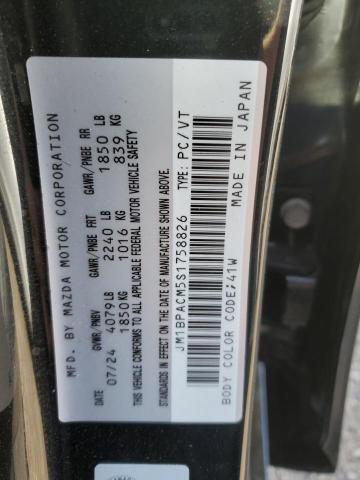 MFD. BY MAZDA MOTOR CORPORATION
GVWR/PNBV GAWR/PNBE FRT GAWR/PNBE RR
DATE 4079LB 2240 LB 1850 LB
07/24 1850KG 1016 KG 839 KG
THIS VEHICLE CONFORMS TO ALL APPLICABLE FEDERAL MOTOR VEHICLE SAFETY
STANDARDS IN EFFECT ON THE DATE OF MANUFACTURE SHOWN ABOVE.
JM1BPACM5S1758826 TYPE: PC/VT
BODY COLOR CODE;41W MADE IN JAPAN